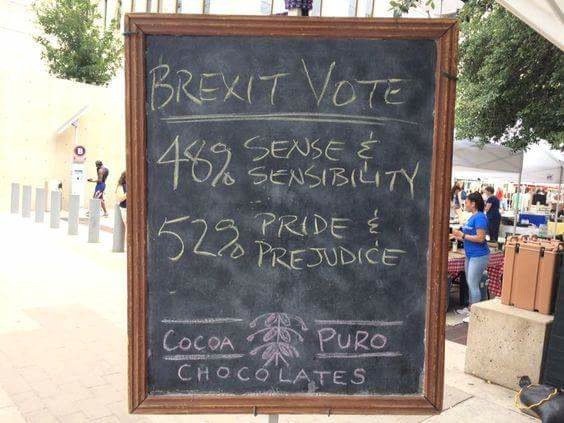 BREXIT VOTE
48% SENSE &
SENSIBILITY
52% PRIDE &
PREJUDICE
COCOA PURO
CHOCOLATES